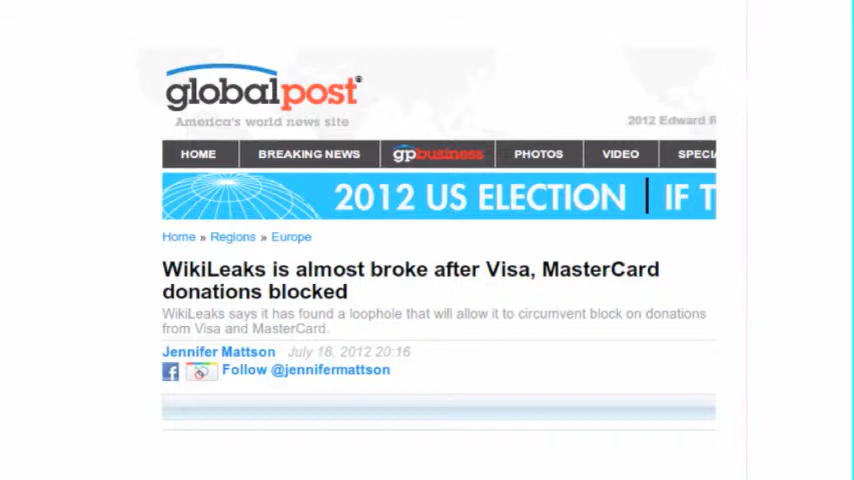 globalpost®
America's world news site
2012 Edward R
HOME BREAKING NEWS gpbusiness PHOTOS VIDEO SPECIA
2012 US ELECTION | IF T
Home » Regions » Europe
WikiLeaks is almost broke after Visa, MasterCard
donations blocked
WikiLeaks says it has found a loophole that will allow it to circumvent block on donations
from Visa and MasterCard.
Jennifer Mattson July 18, 2012 20:16
f Follow @jennifermattson